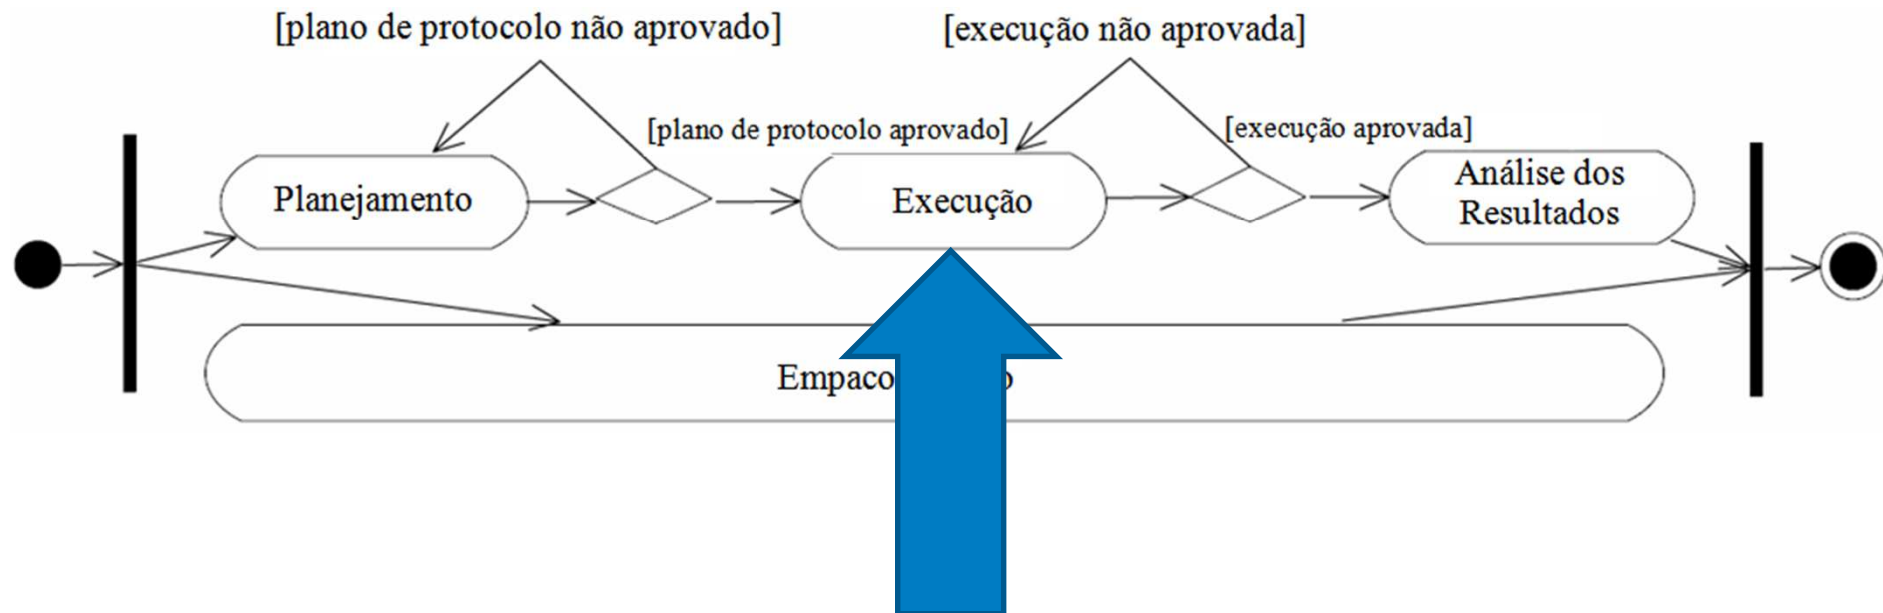 [plano de protocolo não aprovado]
[execução não aprovada]
[plano de protocolo aprovado]
[execução aprovada]
Planejamento
Execução
Análise dos
Resultados